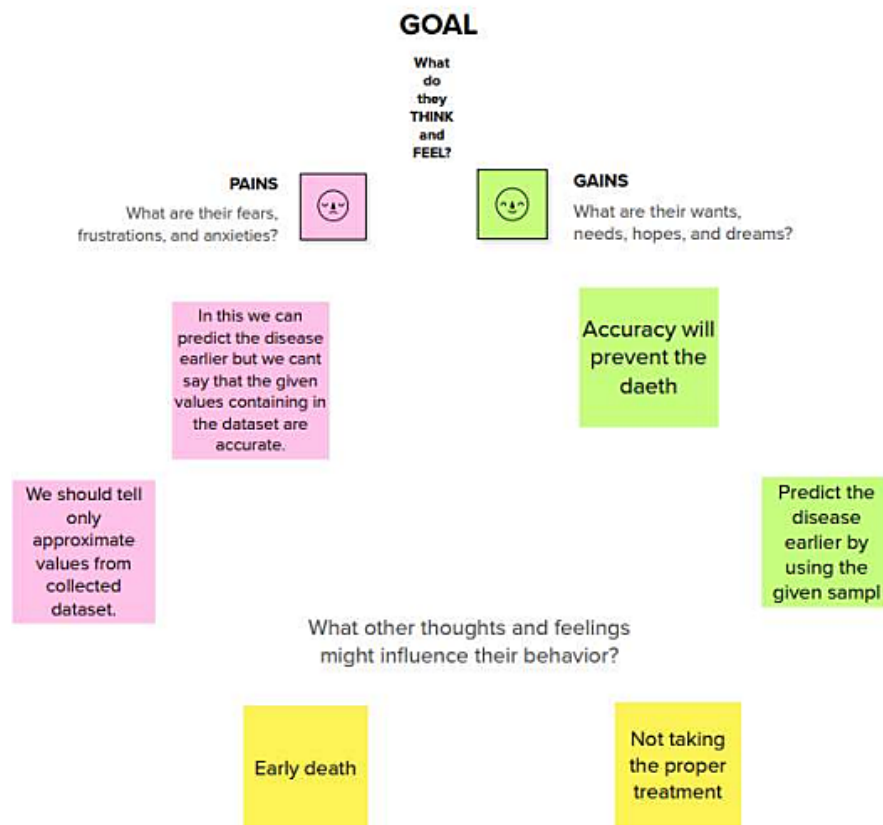 GOAL
What
do
they
THINK
and
FEEL?
PAINS
What are their fears,
frustrations, and anxieties?
GAINS
What are their wants,
needs, hopes, and dreams?
In this we can
predict the disease
earlier but we cant
say that the given
values containing in
the dataset are
accurate.
Accuracy will
prevent the
daeth
We should tell
only
approximate
values from
collected
dataset.
Predict the
disease
earlier by
using the
given sampl
What other thoughts and feelings
might influence their behavior?
Early death
Not taking
the proper
treatment